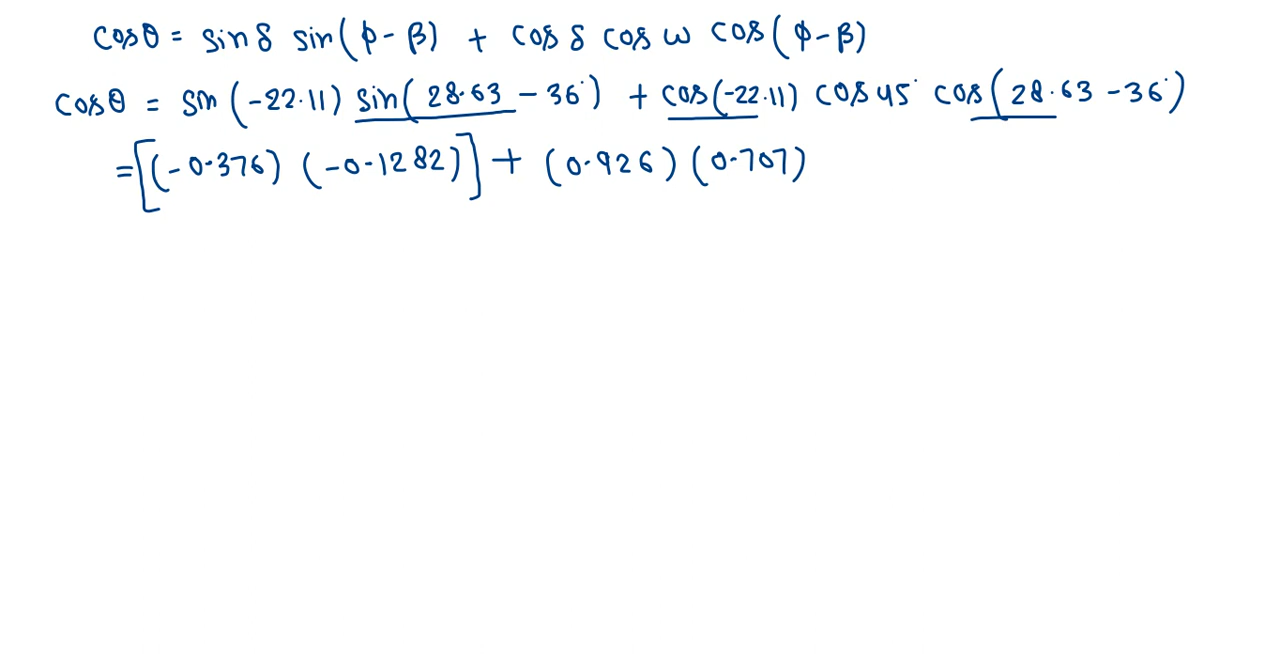 cosθ = sin δ sin(ϕ - β) + cos δ cos ω cos(ϕ-β)
cosθ = sin (-22.11) sin(28.63 - 36°) + cos(-22.11) cos 45° cos(28.63 - 36°)
= [(-0.376) (-0.1282)] + (0.926) (0.707)